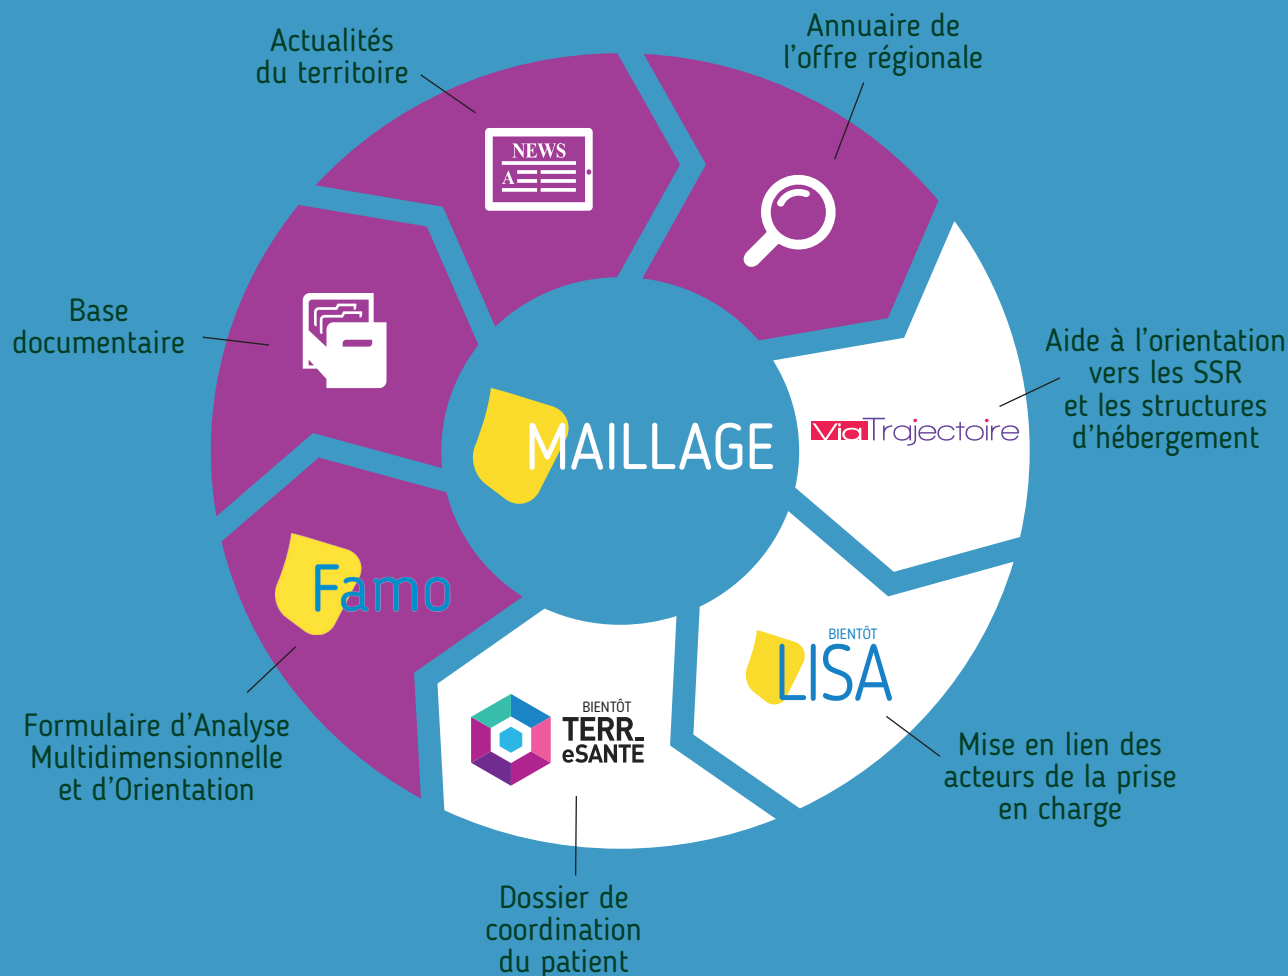 Actualités
du territoire
Annuaire de
l'offre régionale
NEWS
A
Base
documentaire
Aide à l'orientation
vers les SSR
et les structures
d'hébergement
ViaTrajectoire
MAILLAGE
Famo
BIENTÔT
LISA
BIENTÔT
TERR_
eSANTE
Formulaire d'Analyse
Multidimensionnelle
et d'Orientation
Mise en lien des
acteurs de la prise
en charge
Dossier de
coordination
du patient